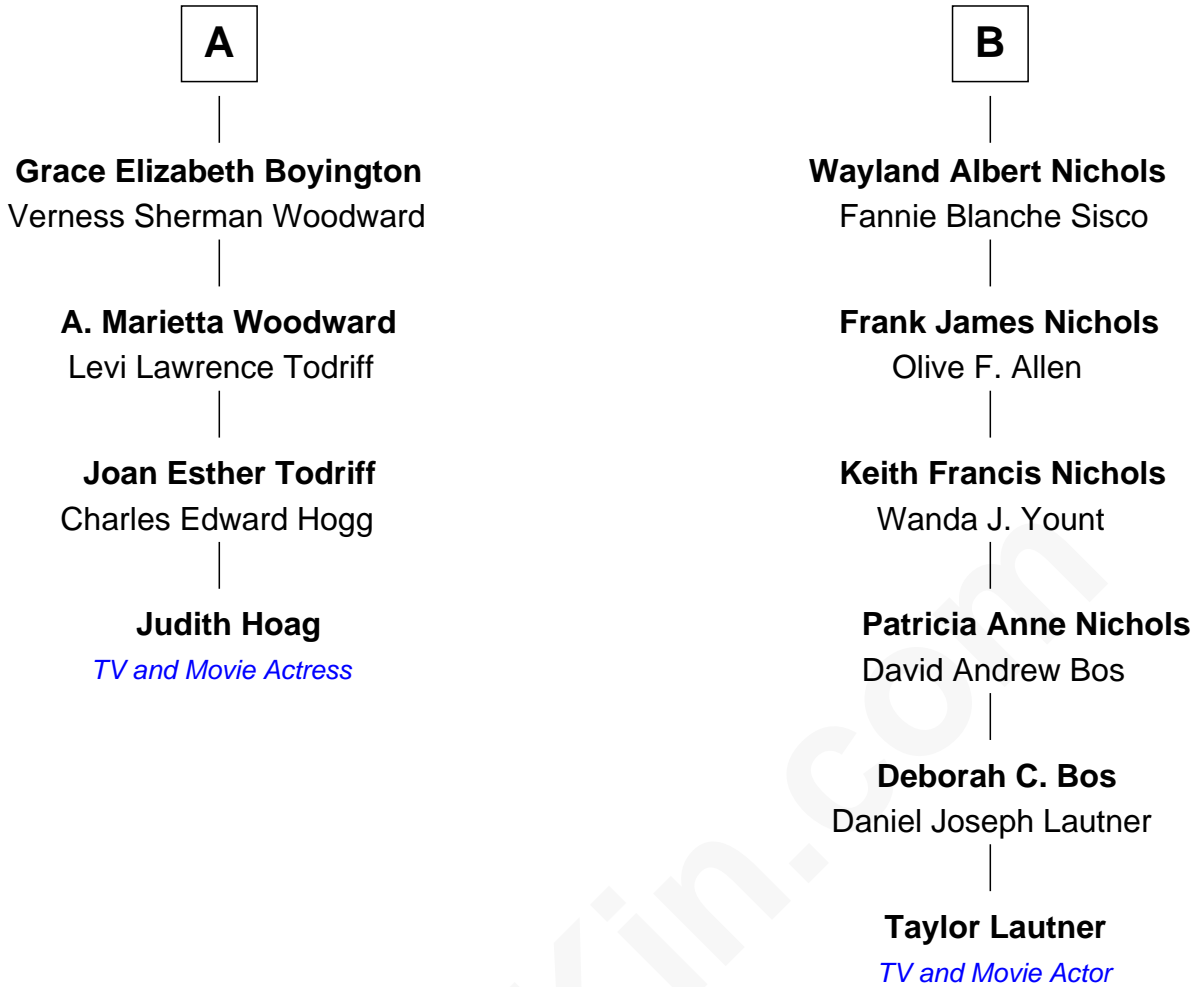 A
Grace Elizabeth Boyington
Verness Sherman Woodward
A. Marietta Woodward
Levi Lawrence Todriff
Joan Esther Todriff
Charles Edward Hogg
Judith Hoag
TV and Movie Actress
B
Wayland Albert Nichols
Fannie Blanche Sisco
Frank James Nichols
Olive F. Allen
Keith Francis Nichols
Wanda J. Yount
Patricia Anne Nichols
David Andrew Bos
Deborah C. Bos
Daniel Joseph Lautner
Taylor Lautner
TV and Movie Actor
Kin.com